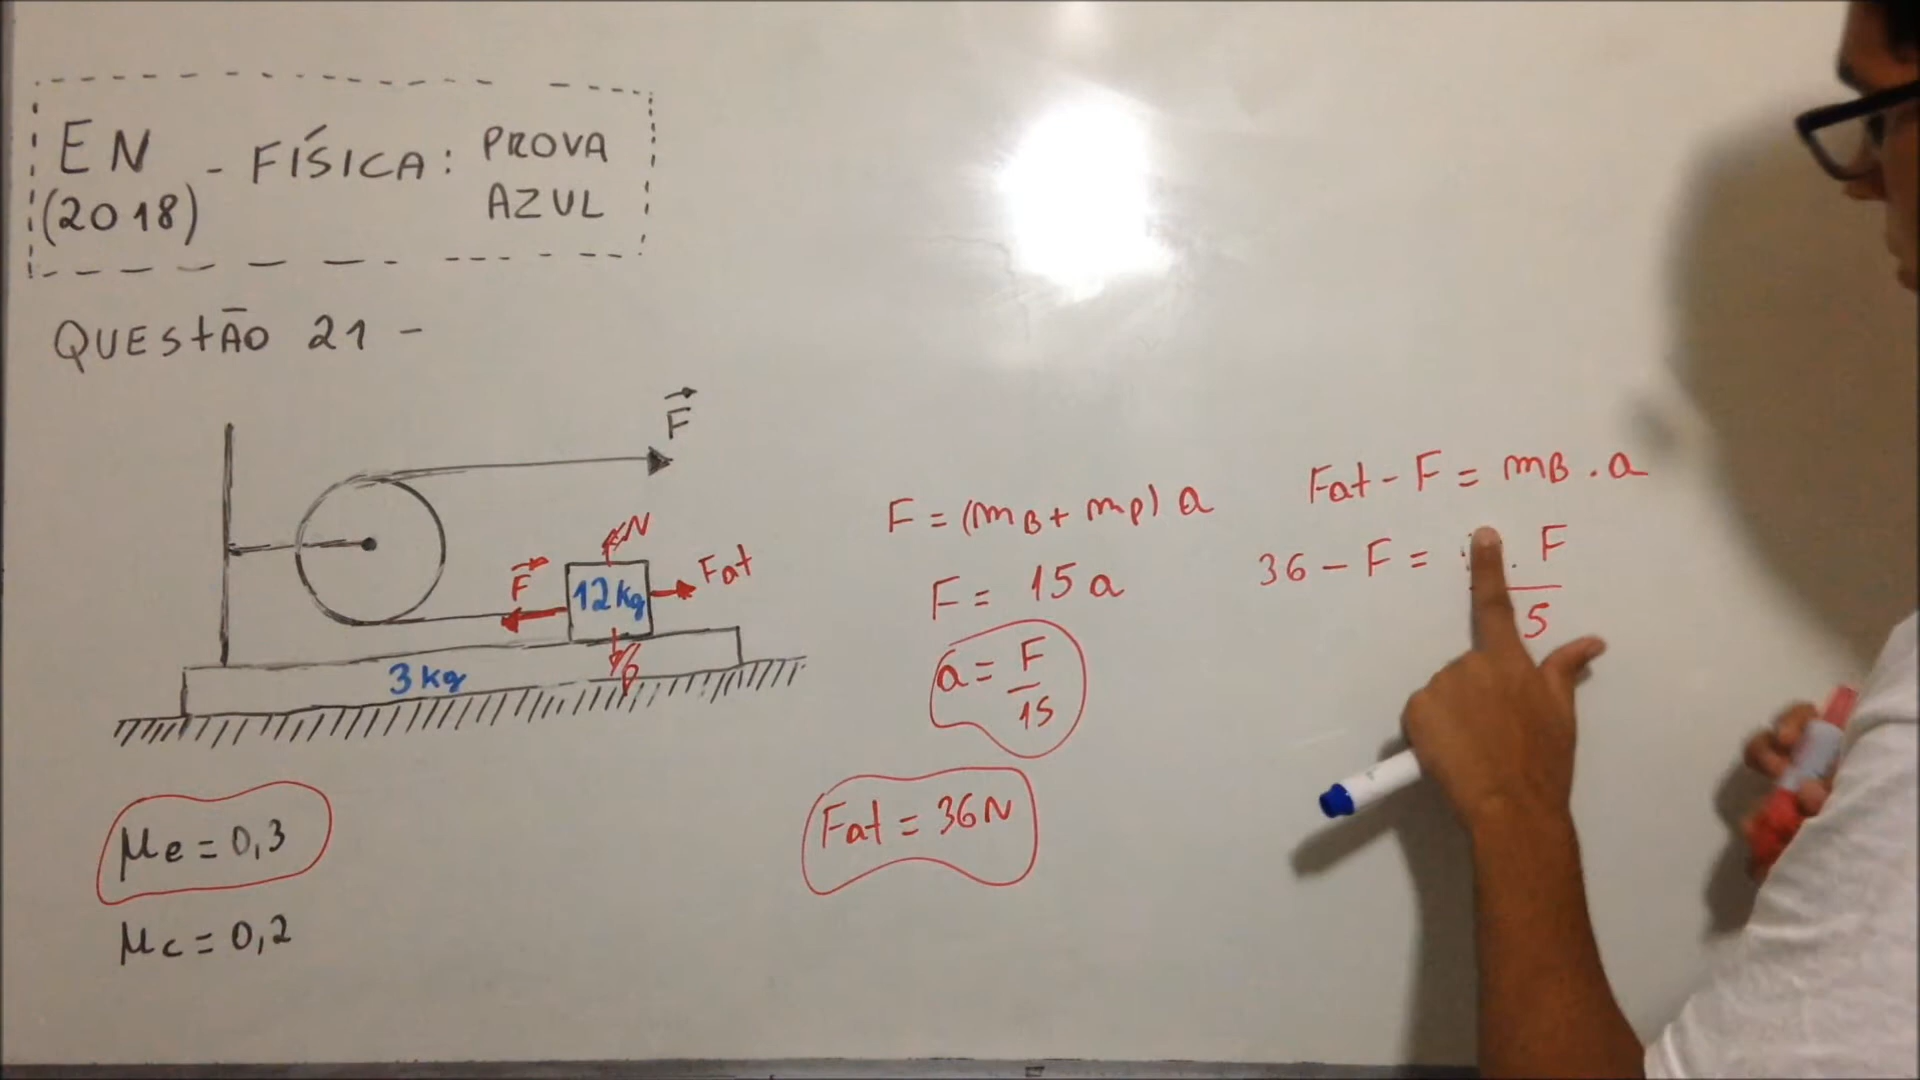 EN (2018) - FÍSICA: PROVA AZUL
QUESTÃO 21 -
F
N
F
12 kg
Fat
P
3 kg
μe = 0,3
μc = 0,2
F = (mB + mP) a
F = 15 a
a = F/15
Fat = 36N
Fat - F = mB . a
36 - F = . F
5